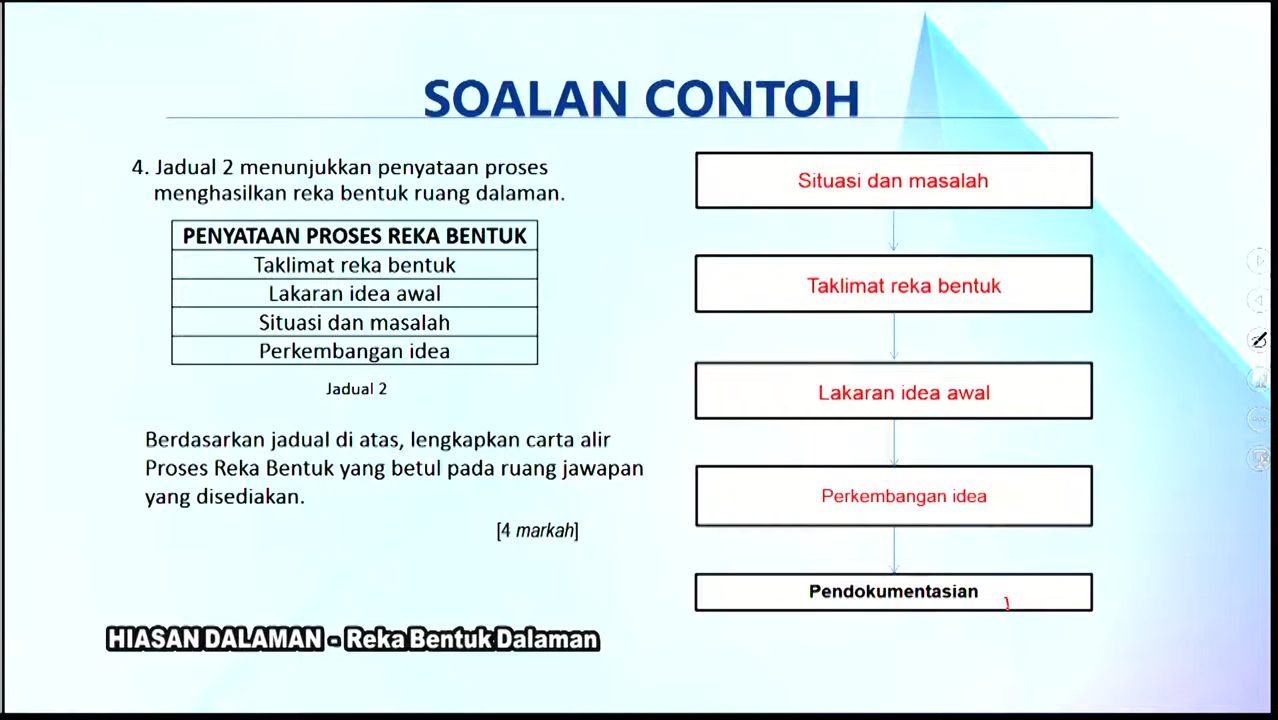 SOALAN CONTOH
4. Jadual 2 menunjukkan penyataan proses
menghasilkan reka bentuk ruang dalaman.
PENYATAAN PROSES REKA BENTUK
Taklimat reka bentuk
Lakaran idea awal
Situasi dan masalah
Perkembangan idea
Jadual 2
Berdasarkan jadual di atas, lengkapkan carta alir
Proses Reka Bentuk yang betul pada ruang jawapan
yang disediakan.
[4 markah]
Situasi dan masalah
Taklimat reka bentuk
Lakaran idea awal
Perkembangan idea
Pendokumentasian
HIASAN DALAMAN - Reka Bentuk Dalaman